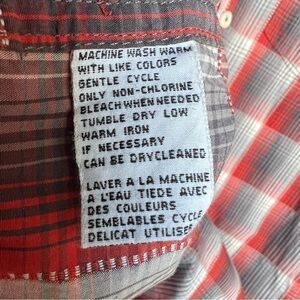 MACHINE WASH WARM
WITH LIKE COLORS
GENTLE CYCLE
ONLY NON-CHLORINE
BLEACH WHEN NEEDED
TUMBLE DRY LOW
WARM IRON
IF NECESSARY
CAN BE DRYCLEANED
LAVER A LA MACHINE
A L'EAU TIEDE AVEC
DES COULEURS
SEMBLABLES CYCLE
DELICAT UTILISER